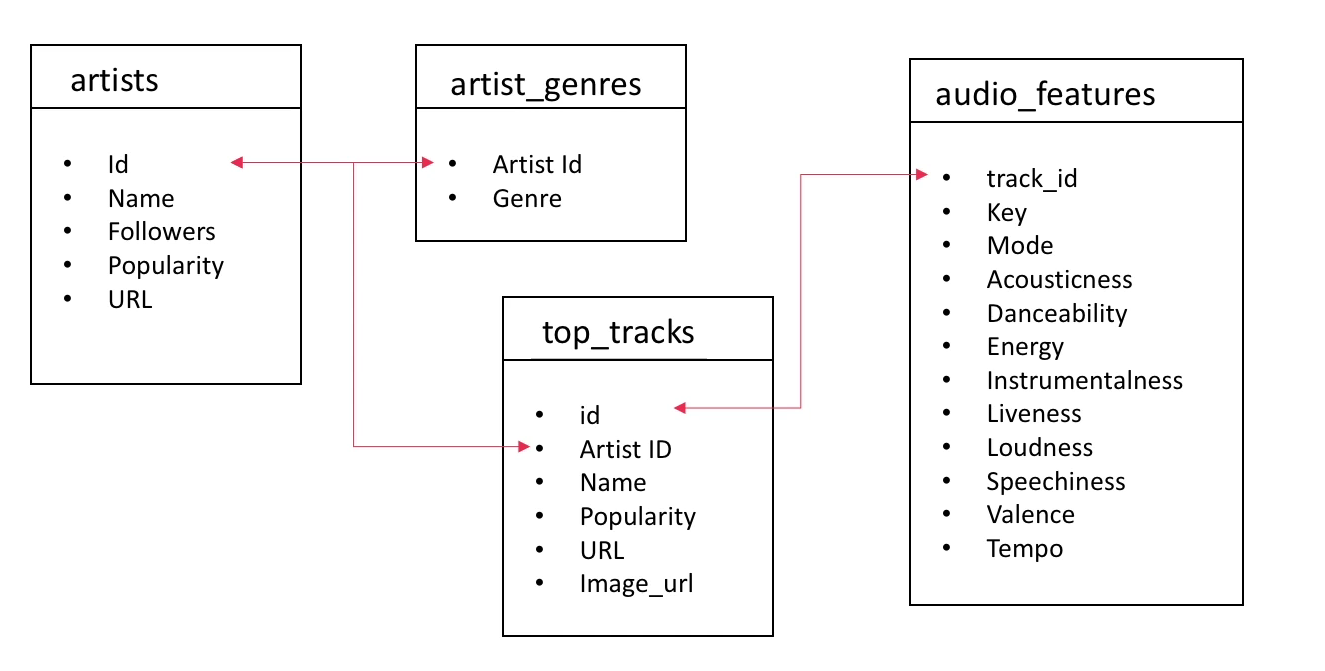 artists
• Id
• Name
• Followers
• Popularity
• URL
artist_genres
• Artist Id
• Genre
top_tracks
• id
• Artist ID
• Name
• Popularity
• URL
• Image_url
audio_features
• track_id
• Key
• Mode
• Acousticness
• Danceability
• Energy
• Instrumentalness
• Liveness
• Loudness
• Speechiness
• Valence
• Tempo